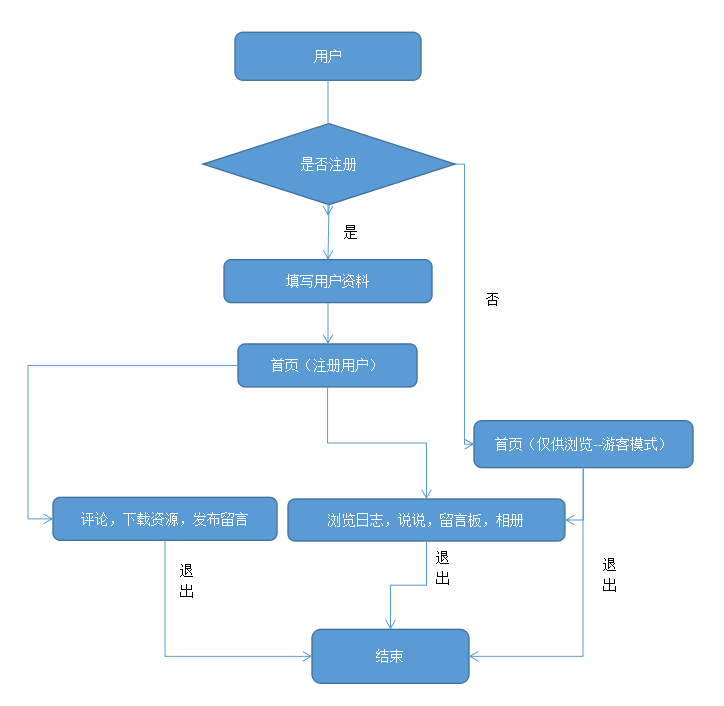 用户
是否注册
是
填写用户资料
否
首页（注册用户）
首页（仅供浏览--游客模式）
评论，下载资源，发布留言
浏览日志，说说，留言板，相册
退
出
退
出
退
出
结束